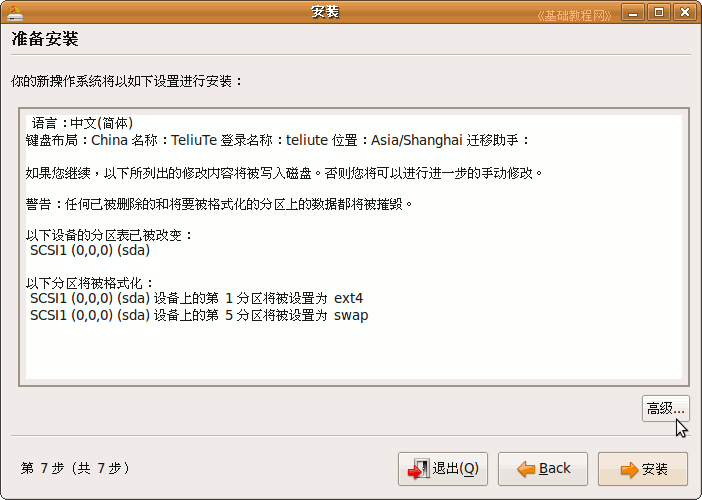 安装
《基础教程网》
准备安装
你的新操作系统将以如下设置进行安装：
语言：中文(简体)
键盘布局：China 名称：TeliuTe 登录名称：teliute 位置：Asia/Shanghai 迁移助手：
如果您继续，以下所列出的修改内容将被写入磁盘。否则您将可以进行进一步的手动修改。
警告：任何已被删除的和将要被格式化的分区上的数据都将被摧毁。
以下设备的分区表已被改变：
SCSI1 (0,0,0) (sda)
以下分区将被格式化：
SCSI1 (0,0,0) (sda) 设备上的第 1 分区将被设置为 ext4
SCSI1 (0,0,0) (sda) 设备上的第 5 分区将被设置为 swap
高级...
第 7 步（共 7 步）
退出(Q)
Back
安装